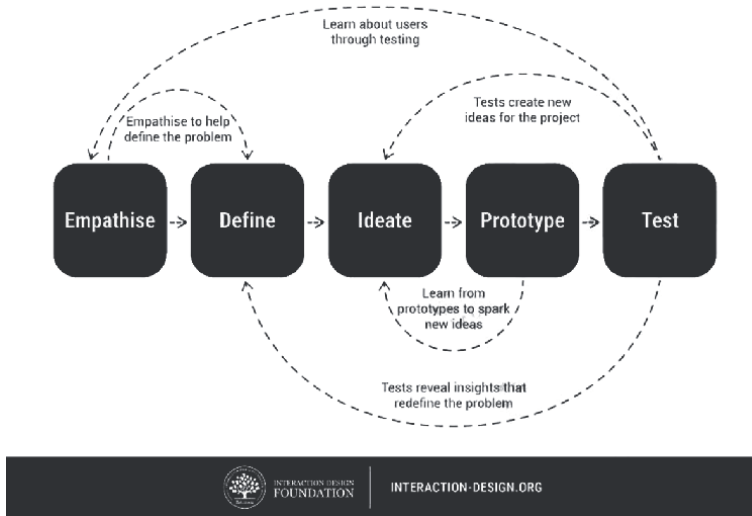 Learn about users
through testing
Tests create new
ideas for the project
Empathise to help
define the problem
Empathise
Define
Ideate
Prototype
Test
Learn from
prototypes to spark
new ideas
Tests reveal insights that
redefine the problem
INTERACTION DESIGN
FOUNDATION
INTERACTION-DESIGN.ORG